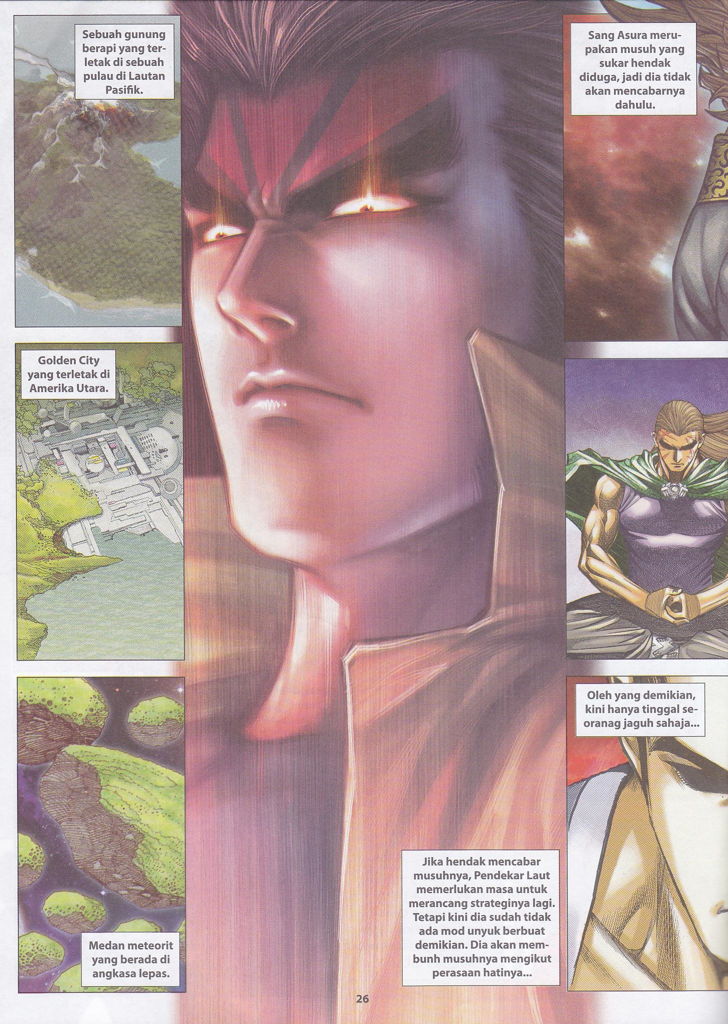 Sebuah gunung
berapi yang ter-
letak di sebuah
pulau di Lautan
Pasifik.
Golden City
yang terletak di
Amerika Utara.
Medan meteorit
yang berada di
angkasa lepas.
Jika hendak mencabar
musuhnya, Pendekar Laut
memerlukan masa untuk
merancang strateginya lagi.
Tetapi kini dia sudah tidak
ada mod unyuk berbuat
demikian. Dia akan mem-
bunh musuhnya mengikut
perasaan hatinya...
Sang Asura meru-
pakan musuh yang
sukar hendak
diduga, jadi dia tidak
akan mencabarnya
dahulu.
Oleh yang demikian,
kini hanya tinggal se-
oranag jaguh sahaja...
26